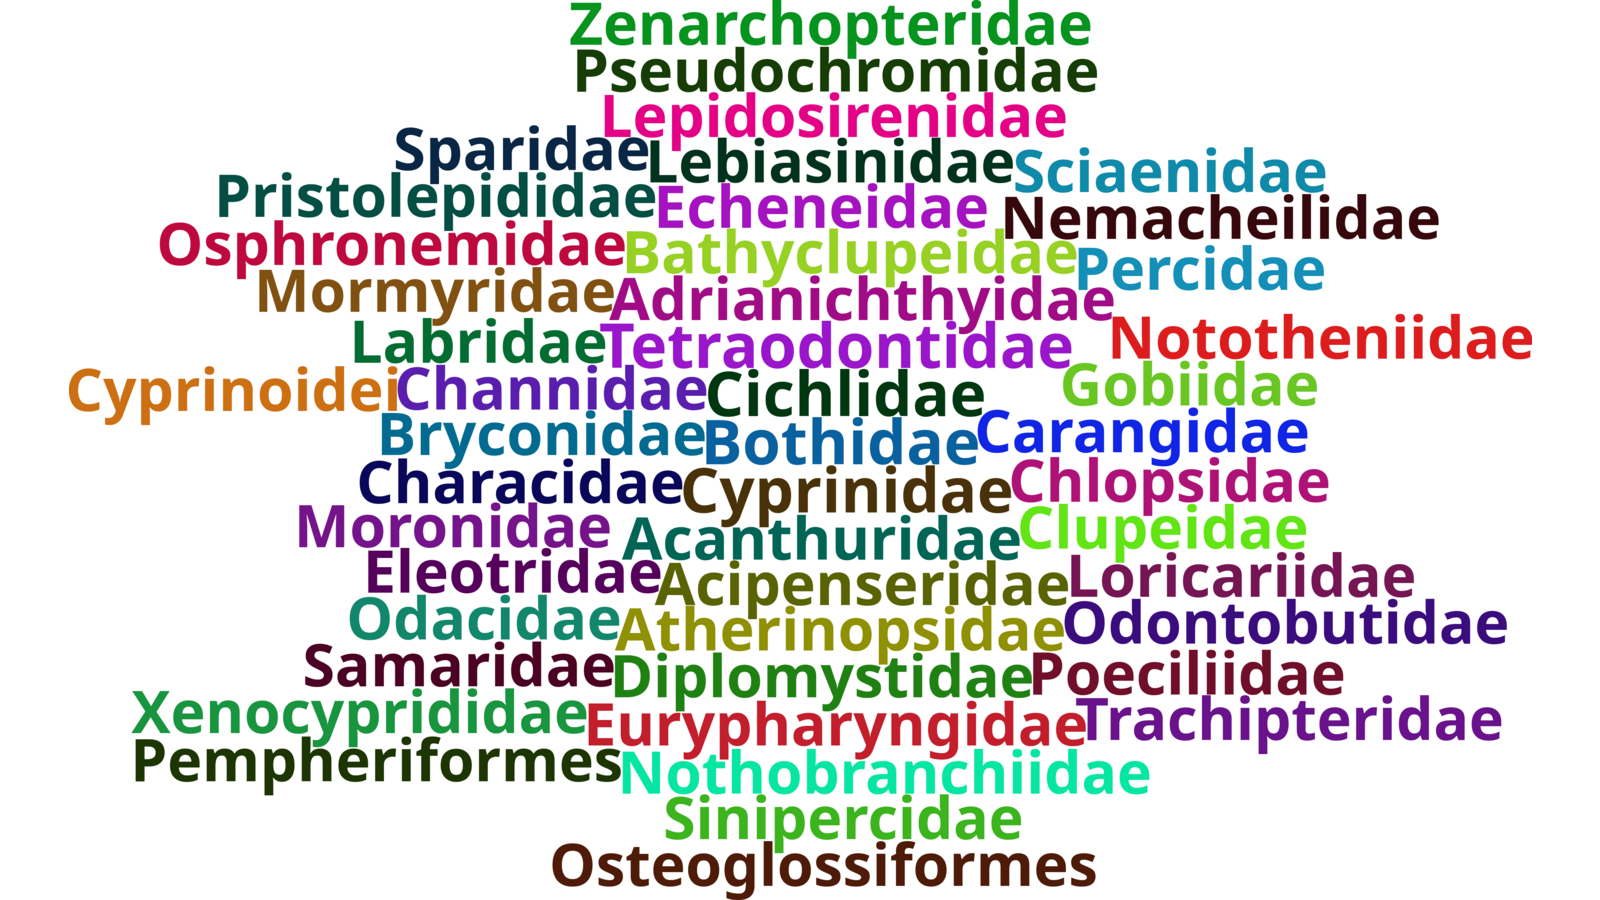 Zenarchopteridae
Pseudochromidae
Lepidosirenidae
Sparidae Lebiasinidae Sciaenidae
Pristolepididae Echeneidae Nemacheilidae
Osphronemidae Bathyclupeidae Percidae
Mormyridae Adrianichthyidae
Labridae Tetraodontidae Nototheniidae
Cyprinoidei Channidae Cichlidae Gobiidae
Bryconidae Bothidae Carangidae
Characidae Cyprinidae Chlopsidae
Moronidae Acanthuridae Clupeidae
Eleotridae Acipenseridae Loricariidae
Odacidae Atherinopsidae Odontobutidae
Samaridae Diplomystidae Poeciliidae
Xenocyprididae Eurypharyngidae Trachipteridae
Pempheriformes Nothobranchiidae
Sinipercidae
Osteoglossiformes